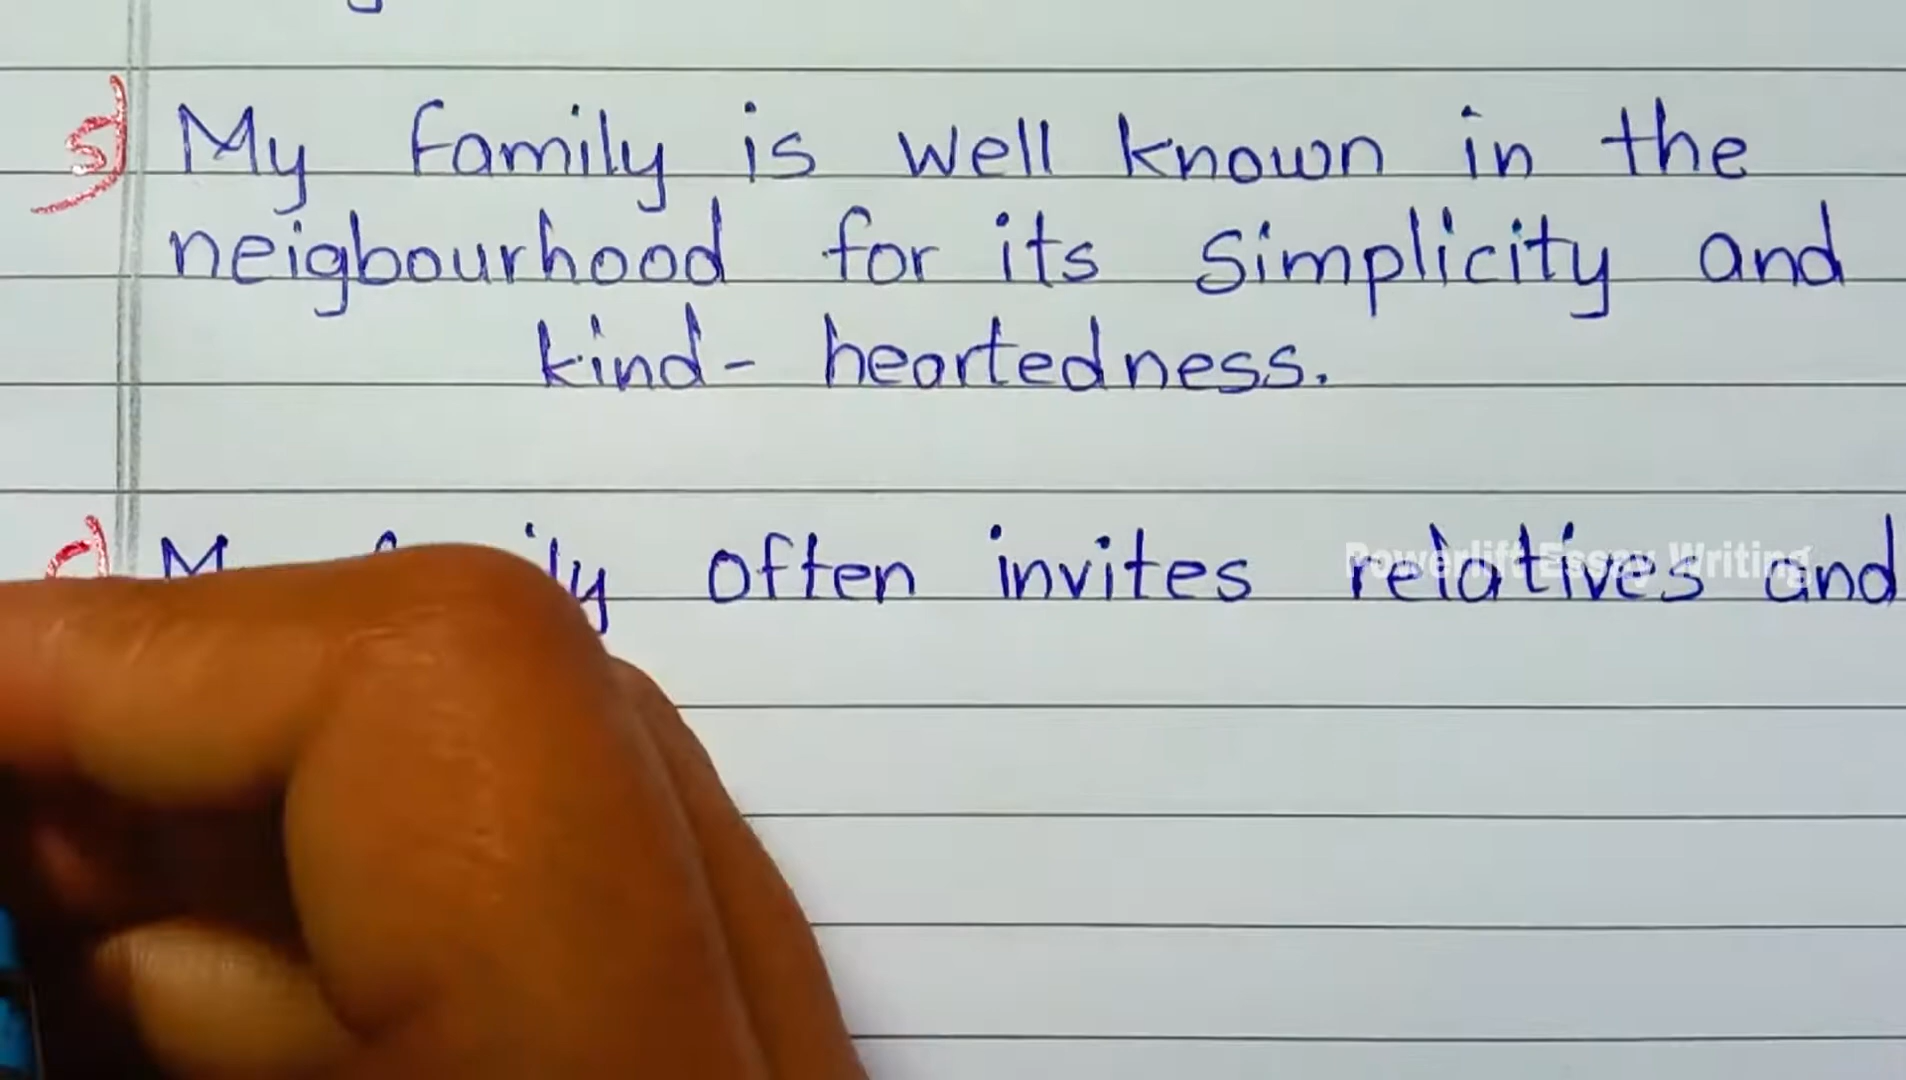 5) My family is well known in the
neigbourhood for its simplicity and
kind- heartedness.
often invites relatives and
Powerlift Essay Writing